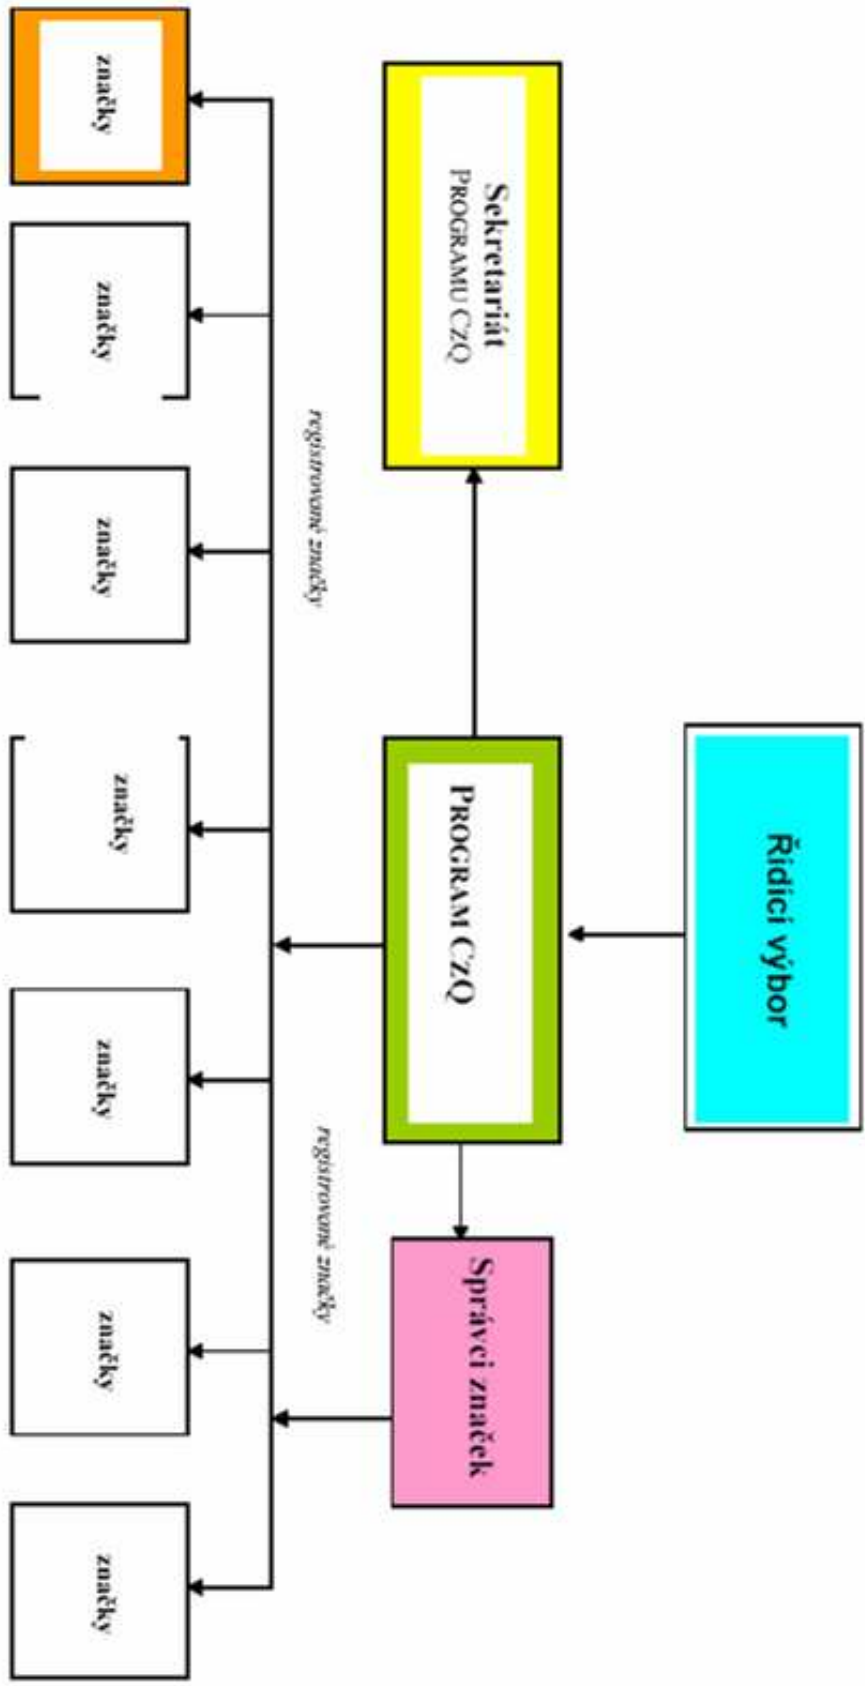 Řídící výbor
Sekretariát
PROGRAMU CZQ
PROGRAM CZQ
Správci značek
registrované značky
registrované značky
značky
značky
značky
značky
značky
značky
značky